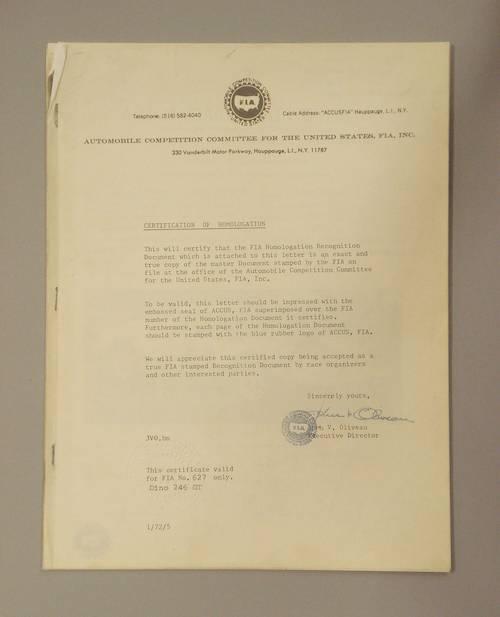 Telephone: (516) 582-4040
FIA
Cable Address: "ACCUSFIA" Hauppauge, L.I., N.Y.
AUTOMOBILE COMPETITION COMMITTEE FOR THE UNITED STATES, FIA, INC.
330 Vanderbilt Motor Parkway, Hauppauge, L.I., N.Y. 11787
CERTIFICATION OF HOMOLOGATION
This will certify that the FIA Homologation Recognition
Document which is attached to this letter is an exact and
true copy of the master Document stamped by the FIA on
file at the office of the Automobile Competition Committee
for the United States, FIA, Inc.
To be valid, this letter should be impressed with the
embossed seal of ACCUS, FIA superimposed over the FIA
number of the Homologation Document it certifies.
Furthermore, each page of the Homologation Document
should be stamped with the blue rubber logo of ACCUS, FIA.
We will appreciate this certified copy being accepted as a
true FIA stamped Recognition Document by race organizers
and other interested parties.
Sincerely yours,
FIA
V. Oliveau
Executive Director
JVO,bm
This certificate valid
for FIA No. 627 only.
Dino 246 GT
1/72/5